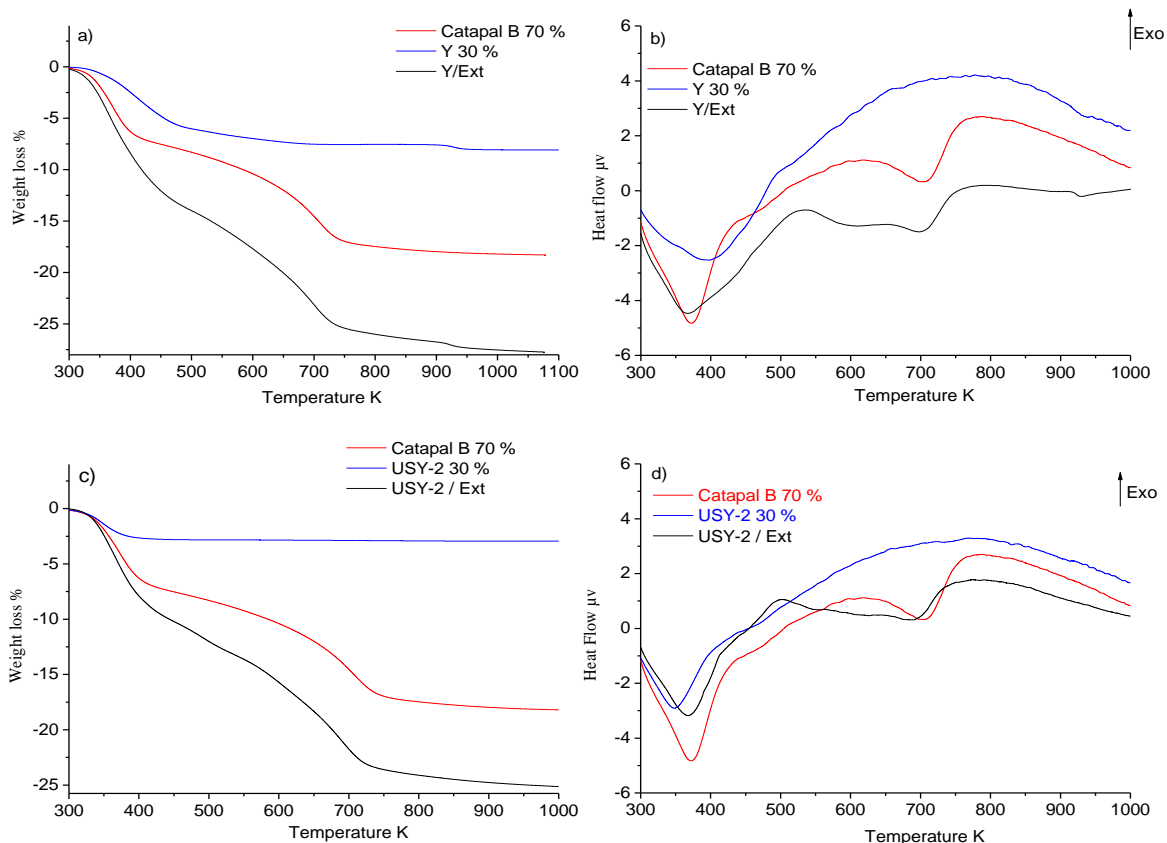 a)
Catapal B 70 %
Y 30 %
Y/Ext
0
-5
-10
-15
-20
-25
Weight loss %
300 400 500 600 700 800 900 1000 1100
Temperature K
b)
Exo
Catapal B 70 %
Y 30 %
Y/Ext
6
4
2
0
-2
-4
-6
Heat flow μv
300 400 500 600 700 800 900 1000
Temperature K
c)
Catapal B 70 %
USY-2 30 %
USY-2 / Ext
0
-5
-10
-15
-20
-25
Weight loss %
300 400 500 600 700 800 900 1000
Temperature K
d)
Exo
Catapal B 70 %
USY-2 30 %
USY-2 / Ext
6
4
2
0
-2
-4
-6
Heat Flow μv
300 400 500 600 700 800 900 1000
Temperature K